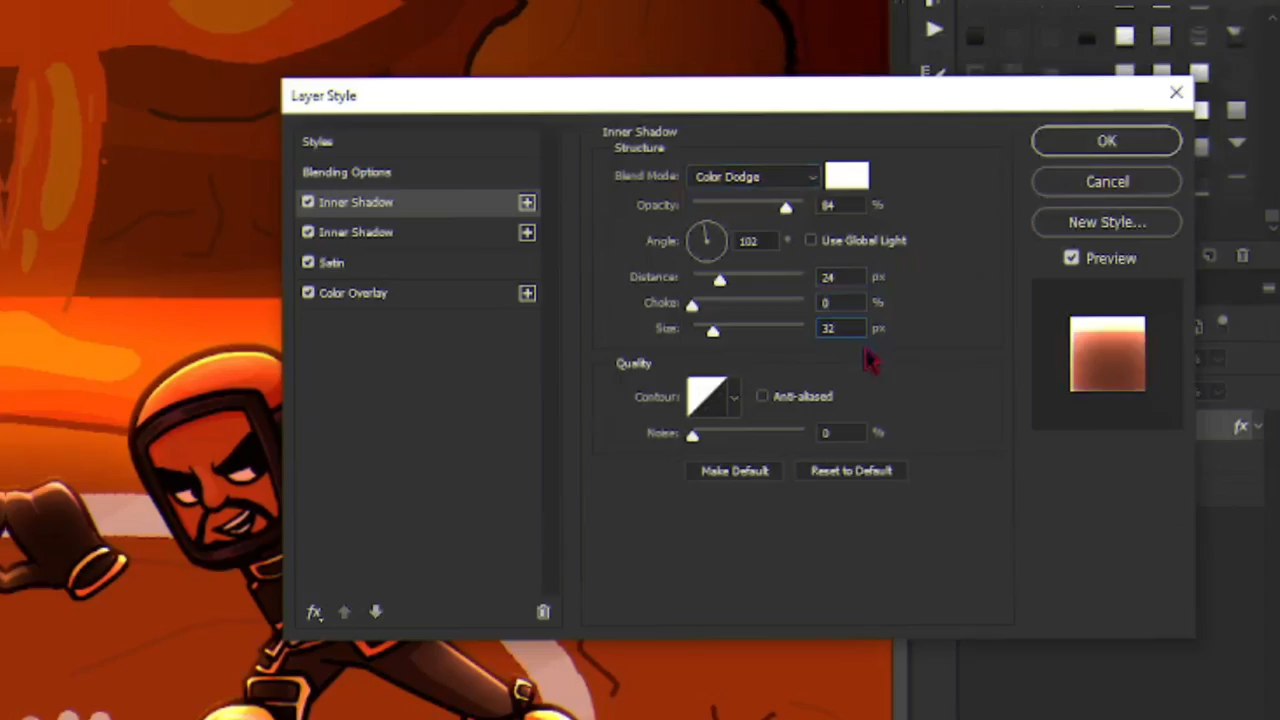 Layer Style
Styles
Blending Options
Inner Shadow
Inner Shadow
Satin
Color Overlay
fx
Inner Shadow
Structure
Blend Mode: Color Dodge
Opacity: 84 %
Angle: 102 ° Use Global Light
Distance: 24 px
Choke: 0 %
Size: 32 px
Quality
Contour: Anti-aliased
Noise: 0 %
Make Default Reset to Default
OK
Cancel
New Style...
Preview
fx